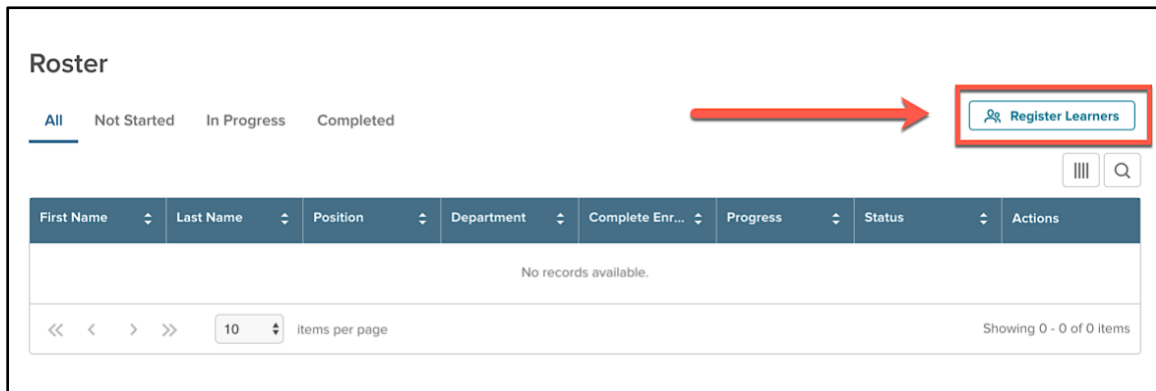 Roster
All Not Started In Progress Completed
Register Learners
First Name Last Name Position Department Complete Enr... Progress Status Actions
No records available.
10 items per page Showing 0 - 0 of 0 items